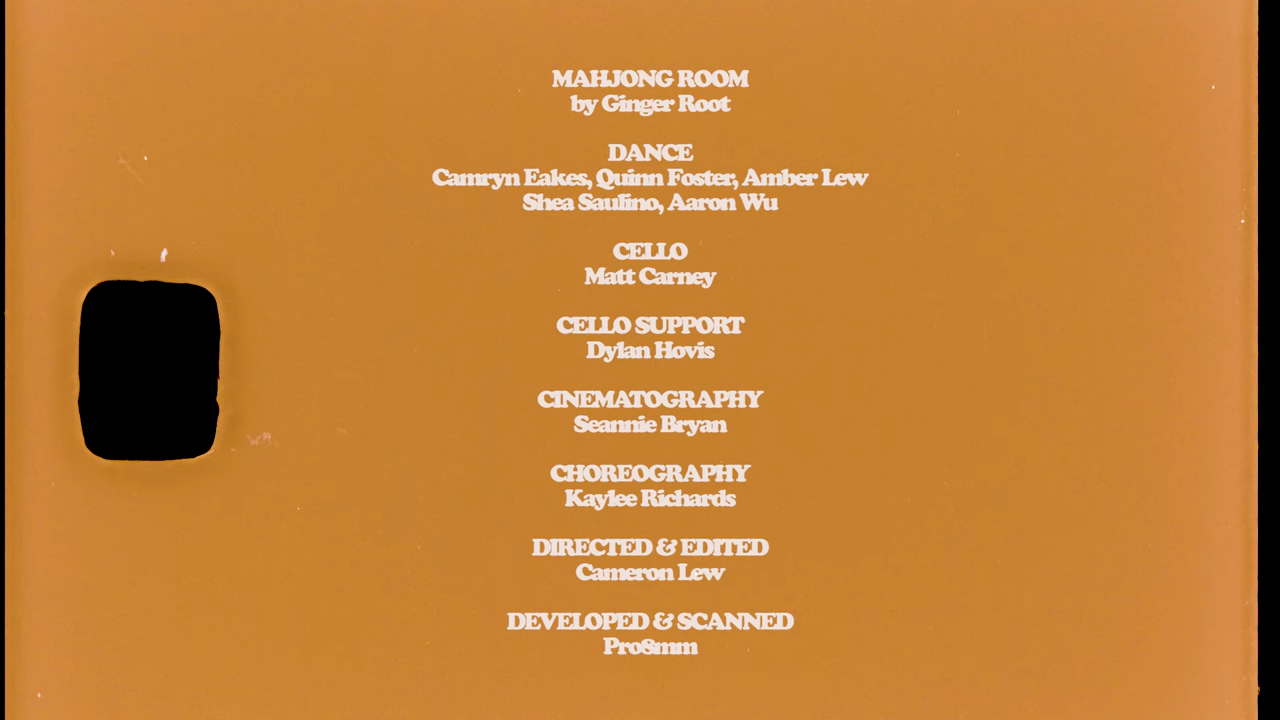 MAHJONG ROOM
by Ginger Root
DANCE
Camryn Eakes, Quinn Foster, Amber Lew
Shea Saulino, Aaron Wu
CELLO
Matt Carney
CELLO SUPPORT
Dylan Hovis
CINEMATOGRAPHY
Seannie Bryan
CHOREOGRAPHY
Kaylee Richards
DIRECTED & EDITED
Cameron Lew
DEVELOPED & SCANNED
Pro8mm